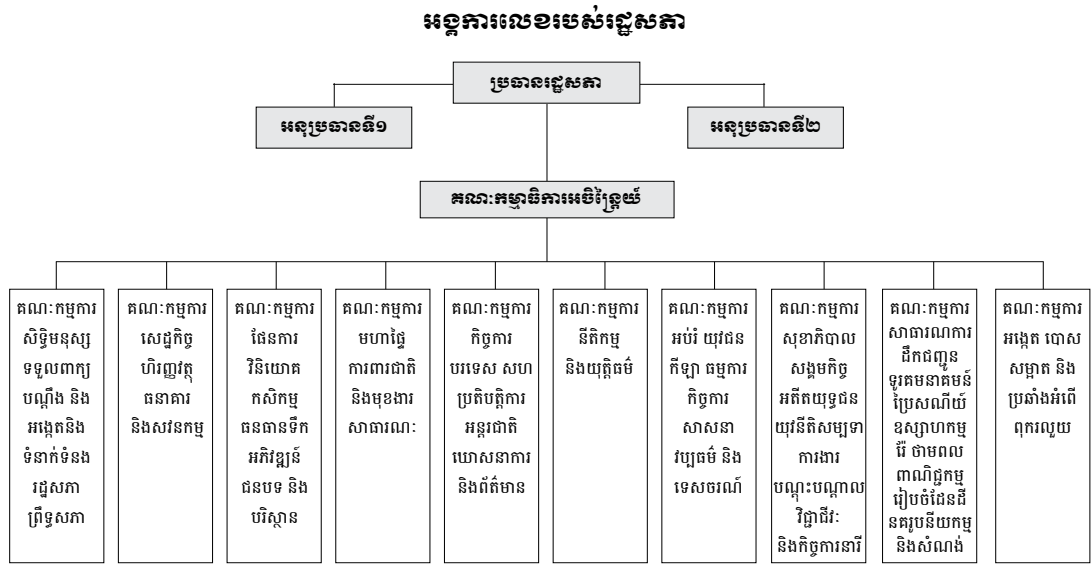 អង្គការលេខរបស់រដ្ឋសភា
ប្រធានរដ្ឋសភា
អនុប្រធានទី១
អនុប្រធានទី២
គណៈកម្មាធិការអចិន្ត្រៃយ៍
គណៈកម្មការ
សិទ្ធិមនុស្ស
ទទួលពាក្យ
បណ្តឹង និង
អង្កេតនិង
ទំនាក់ទំនង
រដ្ឋសភា
ព្រឹទ្ធសភា
គណៈកម្មការ
សេដ្ឋកិច្ច
ហិរញ្ញវត្ថុ
ធនាគារ
និងសវនកម្ម
គណៈកម្មការ
ផែនការ
វិនិយោគ
កសិកម្ម
ធនធានទឹក
អភិវឌ្ឍន៍
ជនបទ និង
បរិស្ថាន
គណៈកម្មការ
មហាផ្ទៃ
ការពារជាតិ
និងមុខងារ
សាធារណៈ
គណៈកម្មការ
កិច្ចការ
បរទេស សហ
ប្រតិបត្តិការ
អន្តរជាតិ
ឃោសនាការ
និងព័ត៌មាន
គណៈកម្មការ
នីតិកម្ម
និងយុត្តិធម៌
គណៈកម្មការ
អប់រំ យុវជន
កីឡា ធម្មការ
កិច្ចការ
សាសនា
វប្បធម៌ និង
ទេសចរណ៍
គណៈកម្មការ
សុខាភិបាល
សង្គមកិច្ច
អតីតយុទ្ធជន
យុវនីតិសម្បទា
ការងារ
បណ្តុះបណ្តាល
វិជ្ជាជីវៈ
និងកិច្ចការនារី
គណៈកម្មការ
សាធារណការ
ដឹកជញ្ជូន
ទូរគមនាគមន៍
ប្រៃសណីយ៍
ឧស្សាហកម្ម
រ៉ែ ថាមពល
ពាណិជ្ជកម្ម
រៀបចំដែនដី
នគរូបនីយកម្ម
និងសំណង់
គណៈកម្មការ
អង្កេត បោស
សម្អាត និង
ប្រឆាំងអំពើ
ពុករលួយ